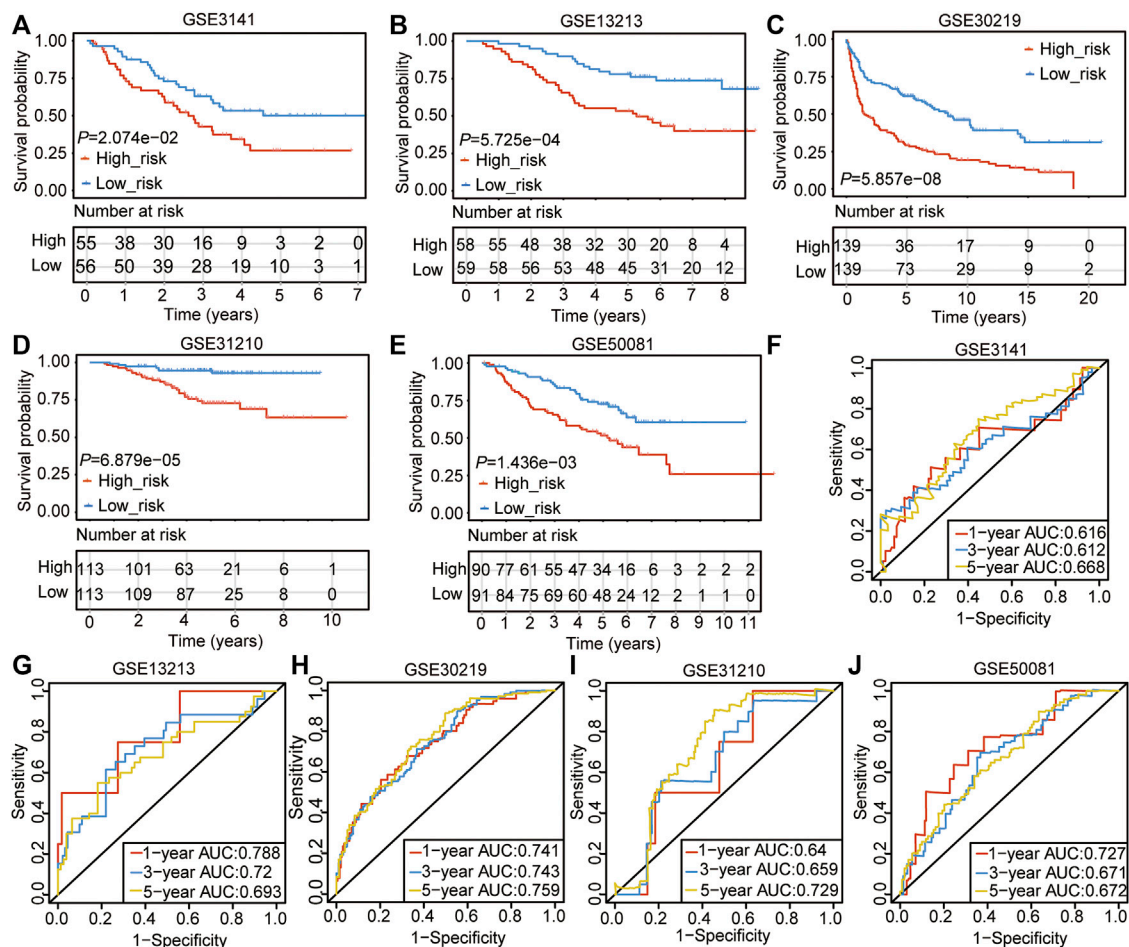 A
GSE3141
Survival probability
1.00
0.75
0.50
0.25
0.00
P=2.074e−02
High_risk
Low_risk
Number at risk
High 55 38 30 16 9 3 2 0
Low 56 50 39 28 19 10 3 1
0 1 2 3 4 5 6 7
Time (years)
B
GSE13213
Survival probability
1.00
0.75
0.50
0.25
0.00
P=5.725e−04
High_risk
Low_risk
Number at risk
High 58 55 48 38 32 30 20 8 4
Low 59 58 56 53 48 45 31 20 12
0 1 2 3 4 5 6 7 8
Time (years)
C
GSE30219
Survival probability
1.00
0.75
0.50
0.25
0.00
High_risk
Low_risk
P=5.857e−08
Number at risk
High 139 36 17 9 0
Low 139 73 29 9 2
0 5 10 15 20
Time (years)
D
GSE31210
Survival probability
1.00
0.75
0.50
0.25
0.00
P=6.879e−05
High_risk
Low_risk
Number at risk
High 113 101 63 21 6 1
Low 113 109 87 25 8 0
0 2 4 6 8 10
Time (years)
E
GSE50081
Survival probability
1.00
0.75
0.50
0.25
0.00
P=1.436e−03
High_risk
Low_risk
Number at risk
High 90 77 61 55 47 34 16 6 3 2 2 2
Low 91 84 75 69 60 48 24 12 2 1 1 0
0 1 2 3 4 5 6 7 8 9 10 11
Time (years)
F
GSE3141
Sensitivity
1.0
0.8
0.6
0.4
0.2
0.0
1−year AUC:0.616
3−year AUC:0.612
5−year AUC:0.668
0.0 0.2 0.4 0.6 0.8 1.0
1−Specificity
G
GSE13213
Sensitivity
1.0
0.8
0.6
0.4
0.2
0.0
1−year AUC:0.788
3−year AUC:0.72
5−year AUC:0.693
0.0 0.2 0.4 0.6 0.8 1.0
1−Specificity
H
GSE30219
Sensitivity
1.0
0.8
0.6
0.4
0.2
0.0
1−year AUC:0.741
3−year AUC:0.743
5−year AUC:0.759
0.0 0.2 0.4 0.6 0.8 1.0
1−Specificity
I
GSE31210
Sensitivity
1.0
0.8
0.6
0.4
0.2
0.0
1−year AUC:0.64
3−year AUC:0.659
5−year AUC:0.729
0.0 0.2 0.4 0.6 0.8 1.0
1−Specificity
J
GSE50081
Sensitivity
1.0
0.8
0.6
0.4
0.2
0.0
1−year AUC:0.727
3−year AUC:0.671
5−year AUC:0.672
0.0 0.2 0.4 0.6 0.8 1.0
1−Specificity